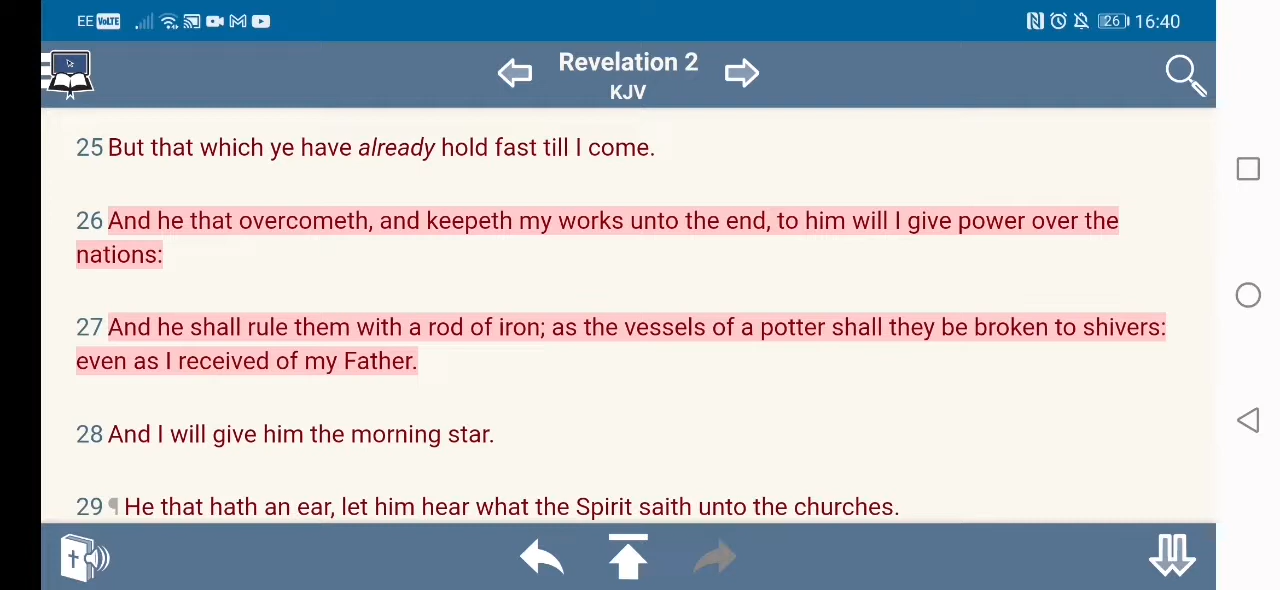 EE VoLTE 26 16:40
Revelation 2
KJV
25 But that which ye have already hold fast till I come.
26 And he that overcometh, and keepeth my works unto the end, to him will I give power over the
nations:
27 And he shall rule them with a rod of iron; as the vessels of a potter shall they be broken to shivers:
even as I received of my Father.
28 And I will give him the morning star.
29 ¶ He that hath an ear, let him hear what the Spirit saith unto the churches.